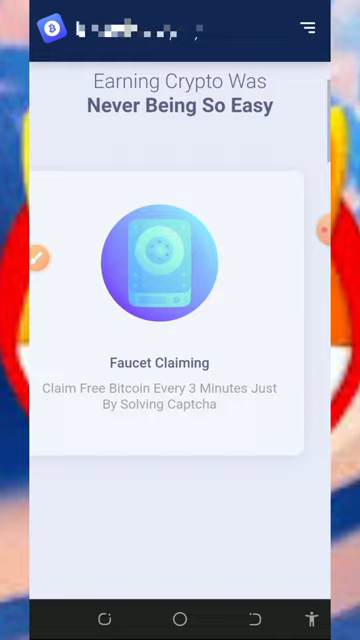 Earning Crypto Was
Never Being So Easy
Faucet Claiming
Claim Free Bitcoin Every 3 Minutes Just
By Solving Captcha